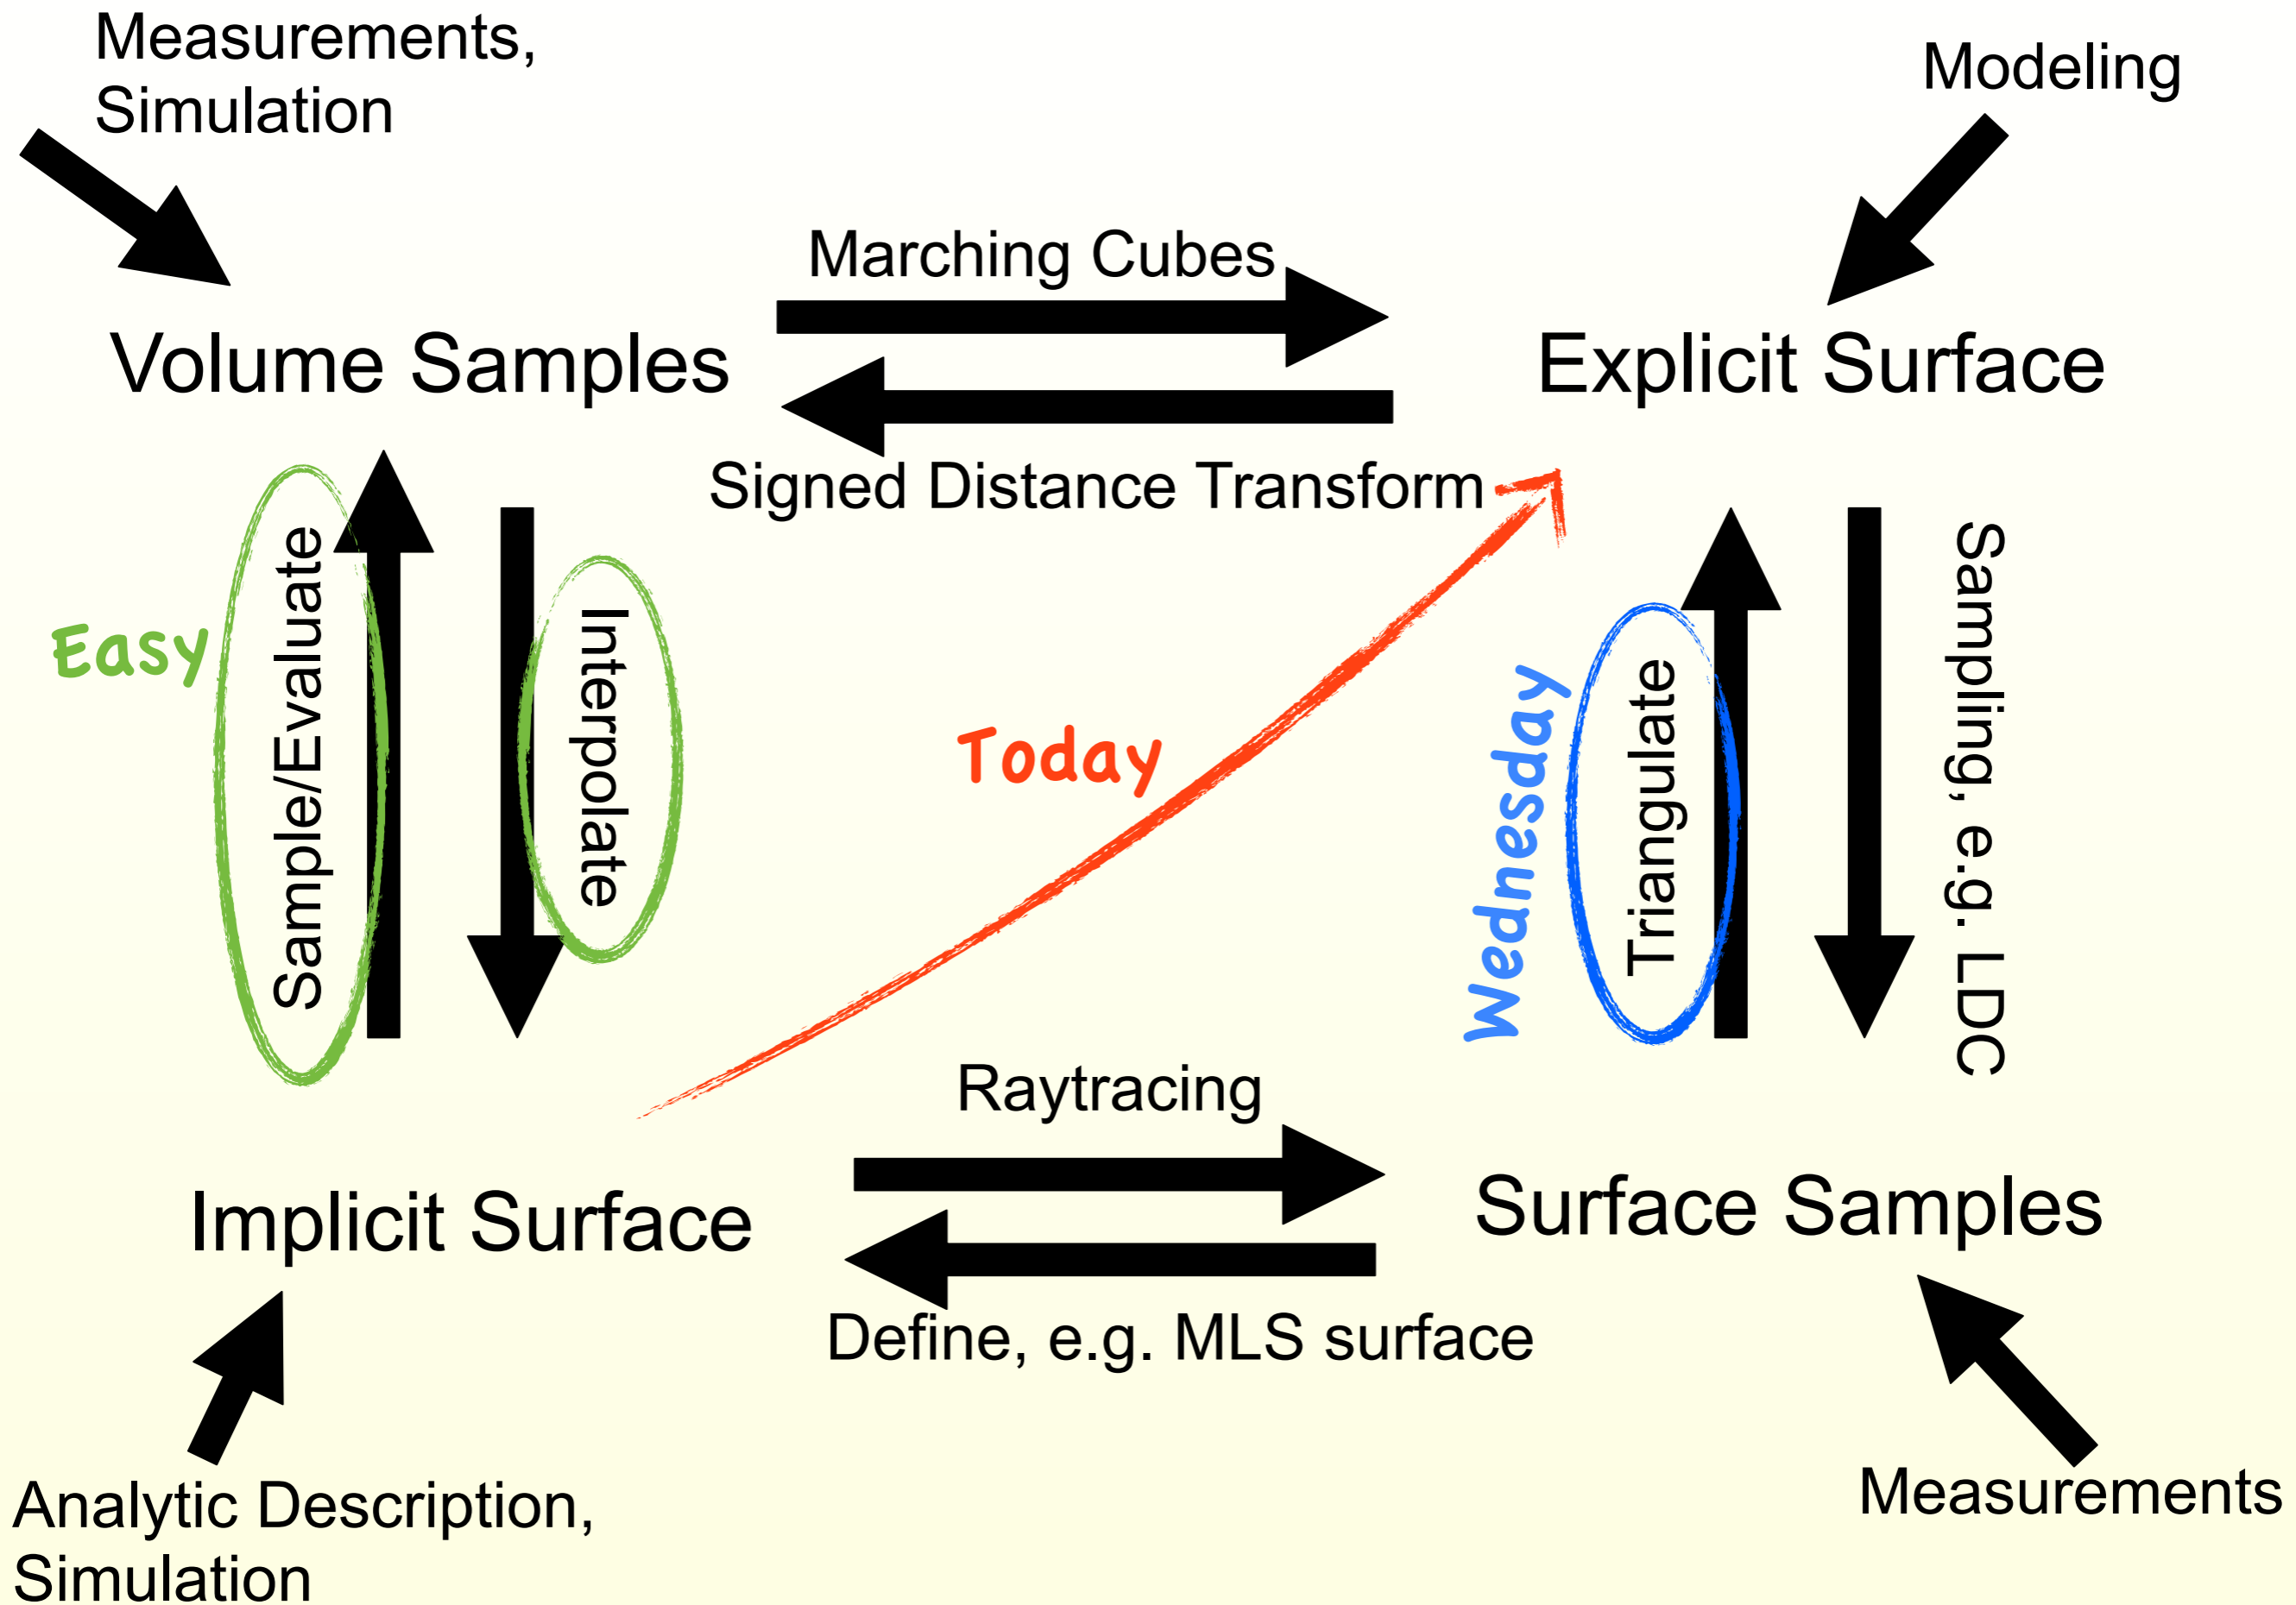 Measurements,
Simulation
Modeling
Marching Cubes
Volume Samples
Explicit Surface
Signed Distance Transform
Easy
Sample/Evaluate
Interpolate
Today
Wednesday
Triangulate
Sampling, e.g. LDC
Raytracing
Implicit Surface
Surface Samples
Define, e.g. MLS surface
Analytic Description,
Simulation
Measurements